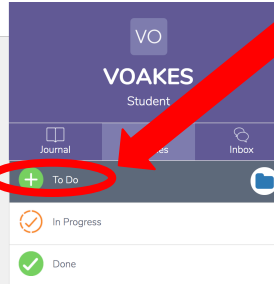 VO
VOAKES
Student
Journal Inbox
To Do
In Progress
Done